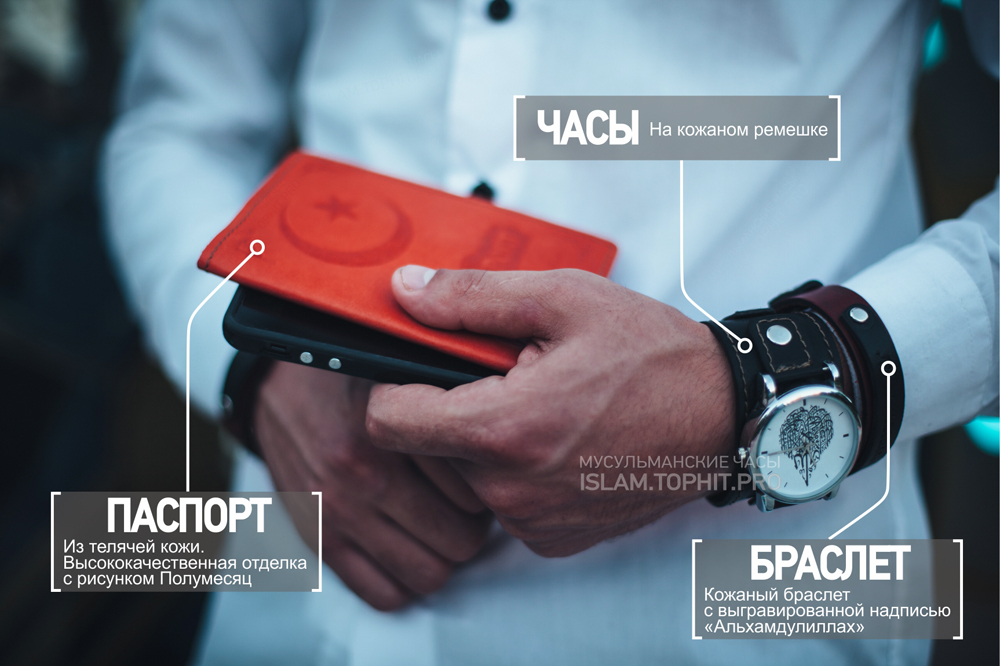 ЧАСЫ На кожаном ремешке
МУСУЛЬМАНСКИЕ ЧАСЫ
ISLAM.TOPHIT.PRO
ПАСПОРТ
Из телячей кожи.
Высококачественная отделка
с рисунком Полумесяц
БРАСЛЕТ
Кожаный браслет
с выгравированной надписью
«Альхамдулиллах»